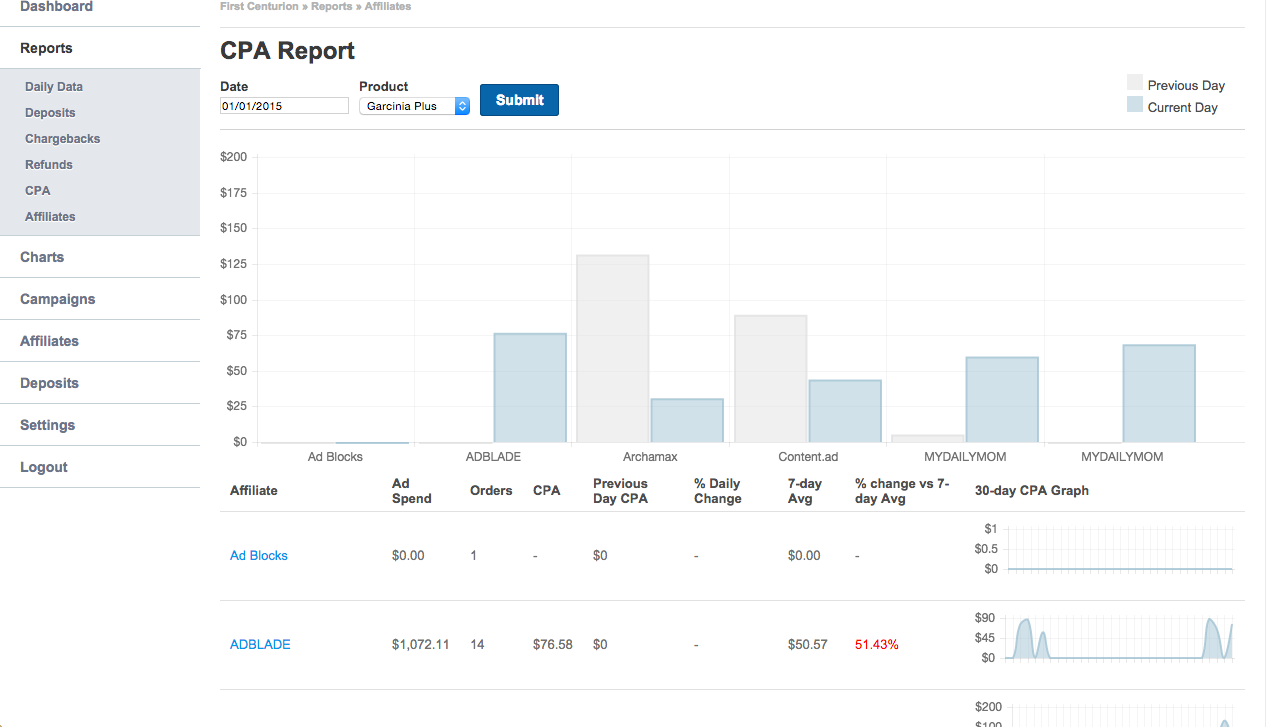 Dashboard
First Centurion » Reports » Affiliates
Reports
CPA Report
Daily Data
Deposits
Chargebacks
Refunds
CPA
Affiliates
Charts
Campaigns
Affiliates
Deposits
Settings
Logout
Date
Product
01/01/2015
Garcinia Plus
Submit
Previous Day
Current Day
$200
$175
$150
$125
$100
$75
$50
$25
$0
Ad Blocks ADBLADE Archamax Content.ad MYDAILYMOM MYDAILYMOM
Affiliate Ad Spend Orders CPA Previous Day CPA % Daily Change 7-day Avg % change vs 7-day Avg 30-day CPA Graph
Ad Blocks $0.00 1 - $0 - $0.00 -
$1
$0.5
$0
ADBLADE $1,072.11 14 $76.58 $0 - $50.57 51.43%
$90
$45
$0
$200
$100